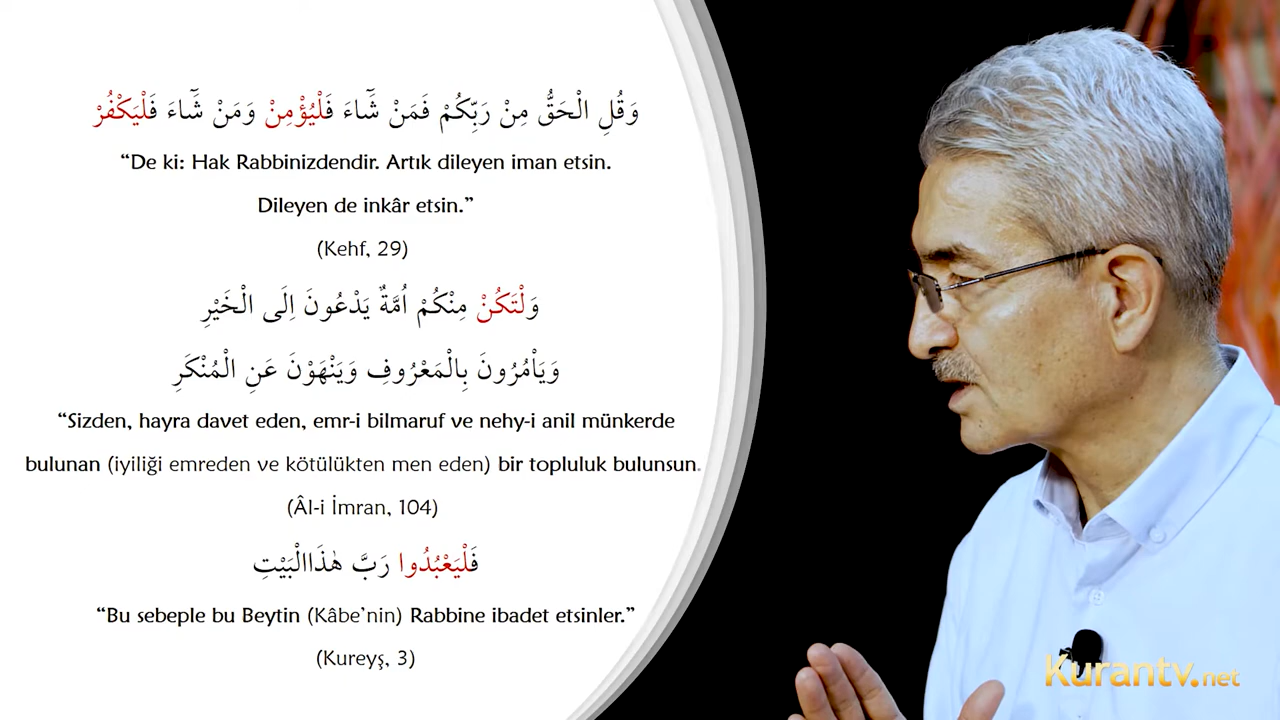 وَقُلِ الْحَقُّ مِنْ رَبِّكُمْ فَمَنْ شَٓاءَ فَلْيُؤْمِنْ وَمَنْ شَٓاءَ فَلْيَكْفُرْ
“De ki: Hak Rabbinizdendir. Artık dileyen iman etsin.
Dileyen de inkâr etsin.”
(Kehf, 29)
وَلْتَكُنْ مِنْكُمْ اُمَّةٌ يَدْعُونَ اِلَى الْخَيْرِ
وَيَاْمُرُونَ بِالْمَعْرُوفِ وَيَنْهَوْنَ عَنِ الْمُنْكَرِ
“Sizden, hayra davet eden, emr-i bilmaruf ve nehy-i anil münkerde
bulunan (iyiliği emreden ve kötülükten men eden) bir topluluk bulunsun.
(Âl-i İmran, 104)
فَلْيَعْبُدُوا رَبَّ هٰذَاالْبَيْتِ
“Bu sebeple bu Beytin (Kâbe’nin) Rabbine ibadet etsinler.”
(Kureyş, 3)
Kurantv.net